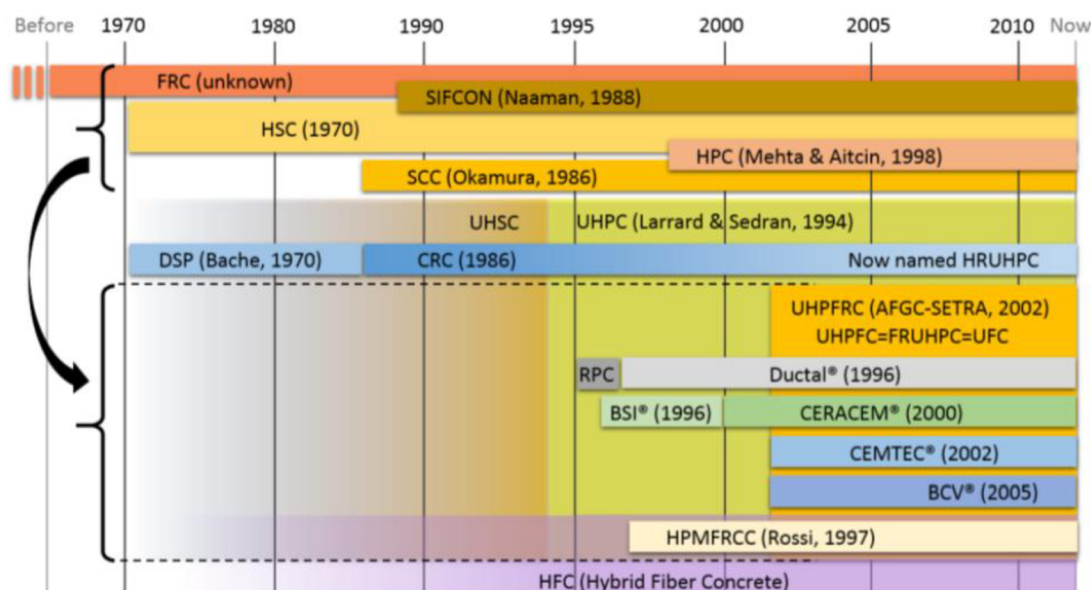 Before 1970 1980 1990 1995 2000 2005 2010 Now
FRC (unknown)
SIFCON (Naaman, 1988)
HSC (1970)
HPC (Mehta & Aitcin, 1998)
SCC (Okamura, 1986)
UHSC UHPC (Larrard & Sedran, 1994)
DSP (Bache, 1970) CRC (1986) Now named HRUHPC
UHPFRC (AFGC-SETRA, 2002)
UHPFC=FRUHPC=UFC
RPC Ductal® (1996)
BSI® (1996) CERACEM® (2000)
CEMTEC® (2002)
BCV® (2005)
HPMFRCC (Rossi, 1997)
HFC (Hybrid Fiber Concrete)